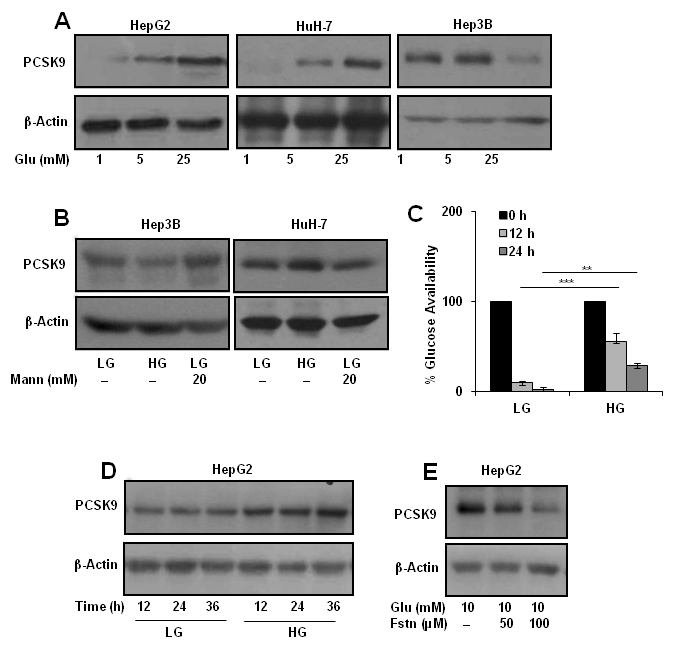 A
HepG2
HuH-7
Hep3B
PCSK9
β-Actin
Glu (mM)
1 5 25
1 5 25
1 5 25
B
Hep3B
HuH-7
PCSK9
β-Actin
LG HG LG
LG HG LG
Mann (mM)
– – 20
– – 20
C
% Glucose Availability
200
100
0
0 h
12 h
24 h
**
***
LG
HG
D
HepG2
PCSK9
β-Actin
Time (h)
12 24 36 12 24 36
LG
HG
E
HepG2
PCSK9
β-Actin
Glu (mM) 10 10 10
Fstn (µM) – 50 100